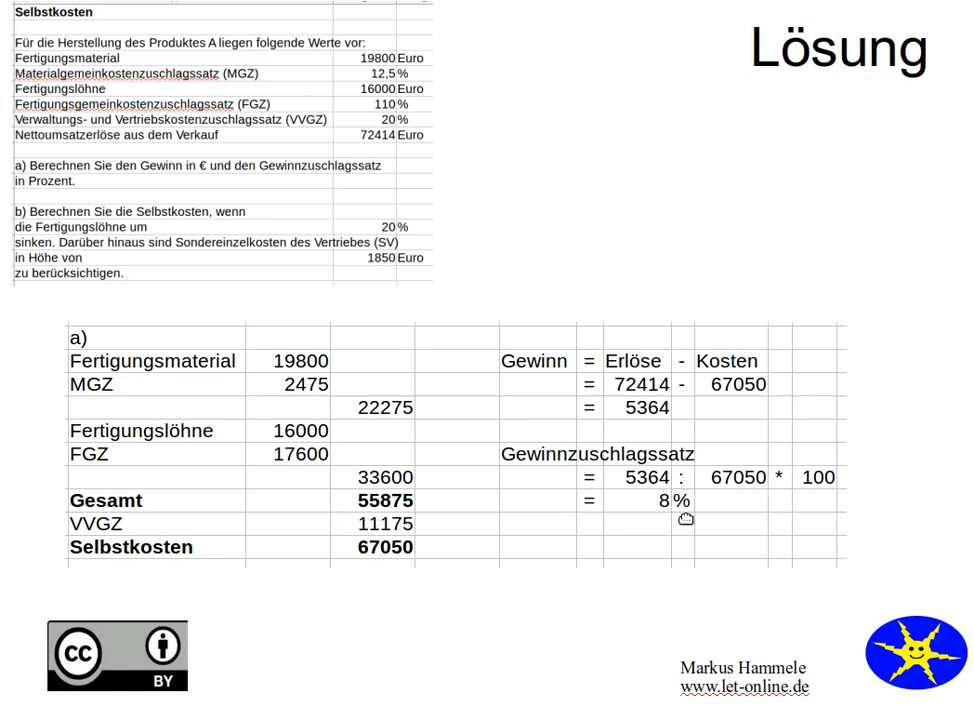 Selbstkosten
Lösung
Für die Herstellung des Produktes A liegen folgende Werte vor:
Fertigungsmaterial 19800 Euro
Materialgemeinkostenzuschlagssatz (MGZ) 12,5 %
Fertigungslöhne 16000 Euro
Fertigungsgemeinkostenzuschlagssatz (FGZ) 110 %
Verwaltungs- und Vertriebskostenzuschlagssatz (VVGZ) 20 %
Nettoumsatzerlöse aus dem Verkauf 72414 Euro
a) Berechnen Sie den Gewinn in € und den Gewinnzuschlagssatz
in Prozent.
b) Berechnen Sie die Selbstkosten, wenn
die Fertigungslöhne um 20 %
sinken. Darüber hinaus sind Sondereinzelkosten des Vertriebes (SV)
in Höhe von 1850 Euro
zu berücksichtigen.
a)
Fertigungsmaterial 19800 Gewinn = Erlöse - Kosten
MGZ 2475 = 72414 - 67050
22275 = 5364
Fertigungslöhne 16000
FGZ 17600 Gewinnzuschlagssatz
33600 = 5364 : 67050 * 100
Gesamt 55875 = 8 %
VVGZ 11175
Selbstkosten 67050
cc
BY
Markus Hammele
www.let-online.de